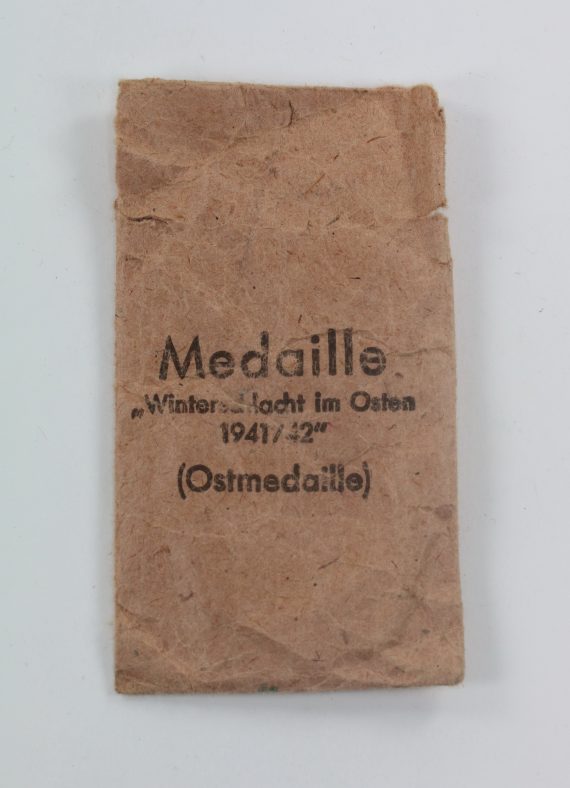 Medaille
„Winterschlacht im Osten
1941/42“
(Ostmedaille)